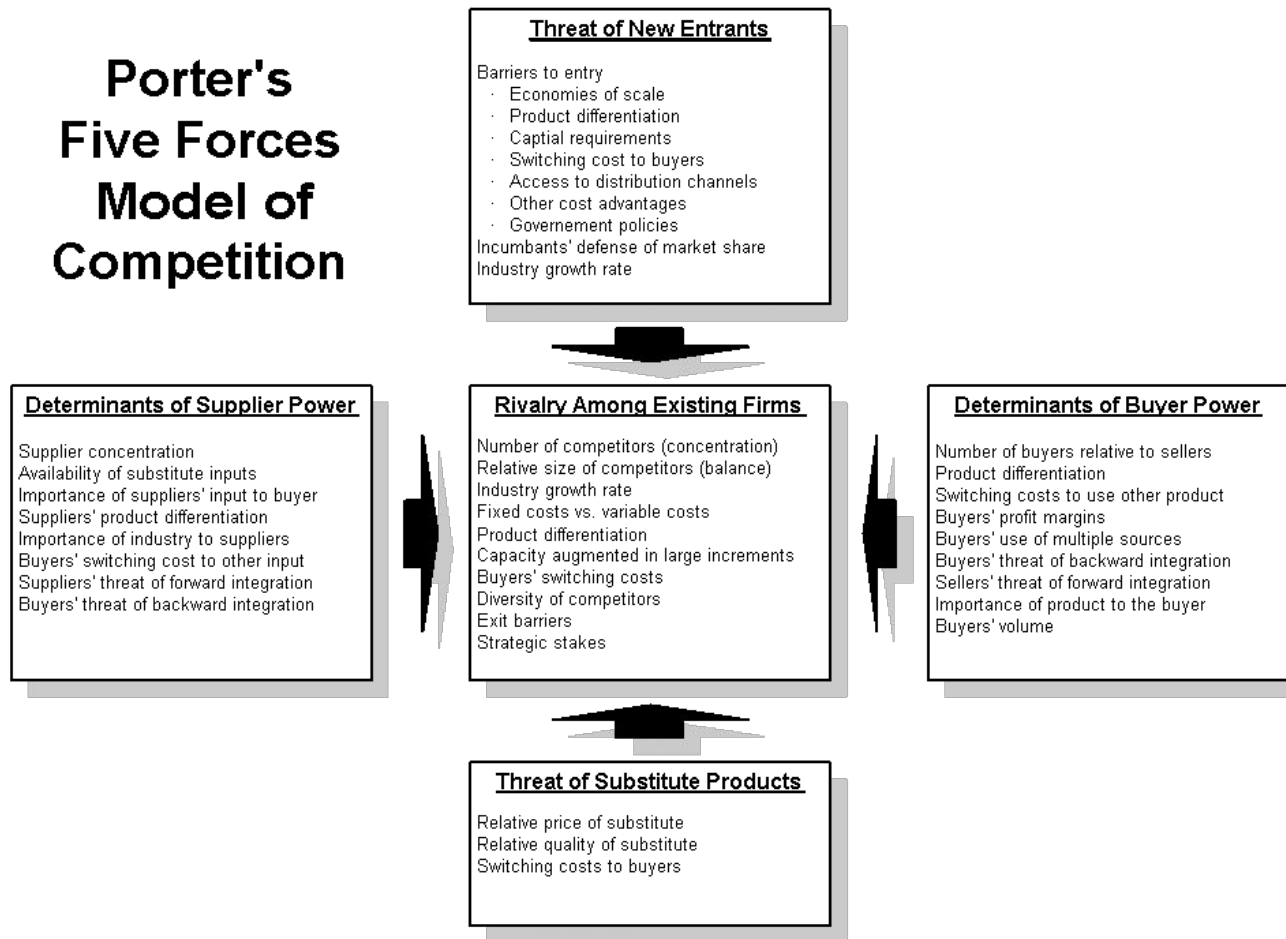 Porter's
Five Forces
Model of
Competition
Threat of New Entrants
Barriers to entry
· Economies of scale
· Product differentiation
· Captial requirements
· Switching cost to buyers
· Access to distribution channels
· Other cost advantages
· Governement policies
Incumbants' defense of market share
Industry growth rate
Determinants of Supplier Power
Supplier concentration
Availability of substitute inputs
Importance of suppliers' input to buyer
Suppliers' product differentiation
Importance of industry to suppliers
Buyers' switching cost to other input
Suppliers' threat of forward integration
Buyers' threat of backward integration
Rivalry Among Existing Firms
Number of competitors (concentration)
Relative size of competitors (balance)
Industry growth rate
Fixed costs vs. variable costs
Product differentiation
Capacity augmented in large increments
Buyers' switching costs
Diversity of competitors
Exit barriers
Strategic stakes
Determinants of Buyer Power
Number of buyers relative to sellers
Product differentiation
Switching costs to use other product
Buyers' profit margins
Buyers' use of multiple sources
Buyers' threat of backward integration
Sellers' threat of forward integration
Importance of product to the buyer
Buyers' volume
Threat of Substitute Products
Relative price of substitute
Relative quality of substitute
Switching costs to buyers